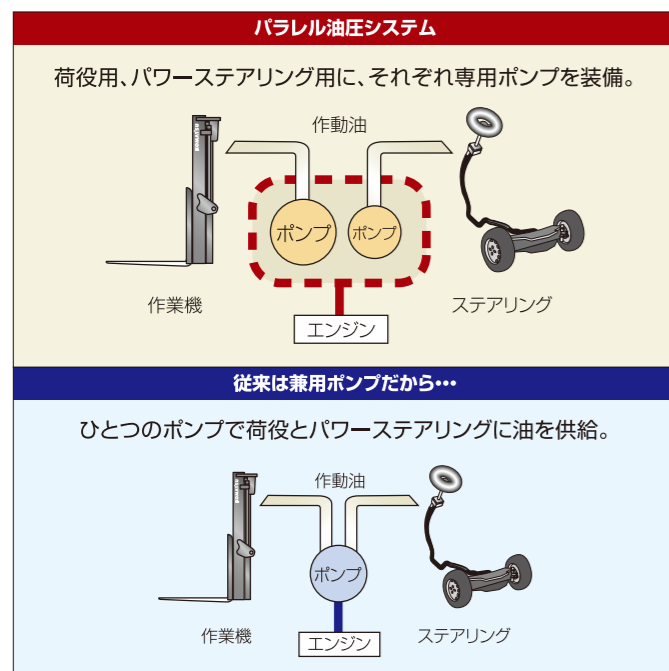 パラレル油圧システム
荷役用、パワーステアリング用に、それぞれ専用ポンプを装備。
作動油
ポンプ
ポンプ
作業機
ステアリング
エンジン
従来は兼用ポンプだから…
ひとつのポンプで荷役とパワーステアリングに油を供給。
作動油
ポンプ
作業機
ステアリング
エンジン